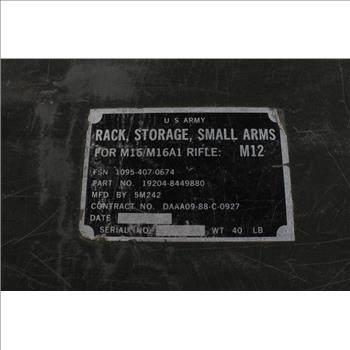 U S ARMY
RACK, STORAGE, SMALL ARMS
FOR M16/M16A1 RIFLE: M12
FSN 1095-407-0674
PART NO. 19204-8449880
MFD BY 5M242
CONTRACT NO. DAAA09-88-C-0927
DATE
SERIAL NO. WT 40 LB